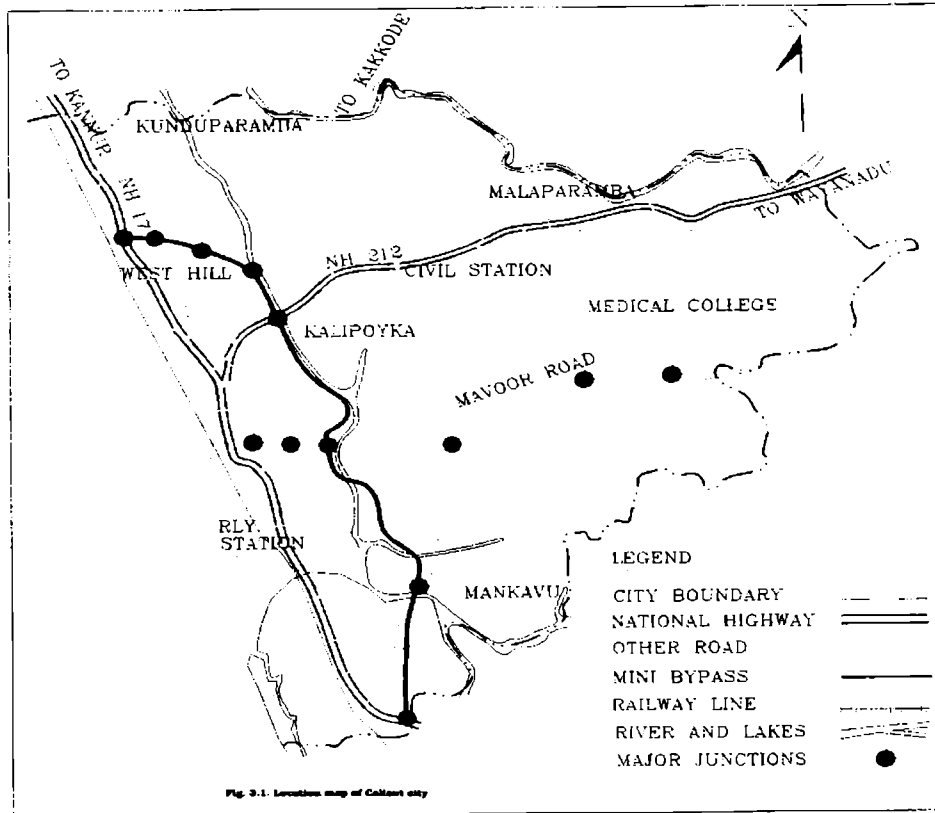 TO KANNUR
TO KAKKODE
KUNDUPARAMBA
NH 17
MALAPARAMBA
TO WAYANADU
WEST HILL
NH 212
CIVIL STATION
MEDICAL COLLEGE
KALIPOYKA
MAVOOR ROAD
RLY.
STATION
MANKAVU
LEGEND
CITY BOUNDARY
NATIONAL HIGHWAY
OTHER ROAD
MINI BYPASS
RAILWAY LINE
RIVER AND LAKES
MAJOR JUNCTIONS
Fig. 3.1. Location map of Calicut city